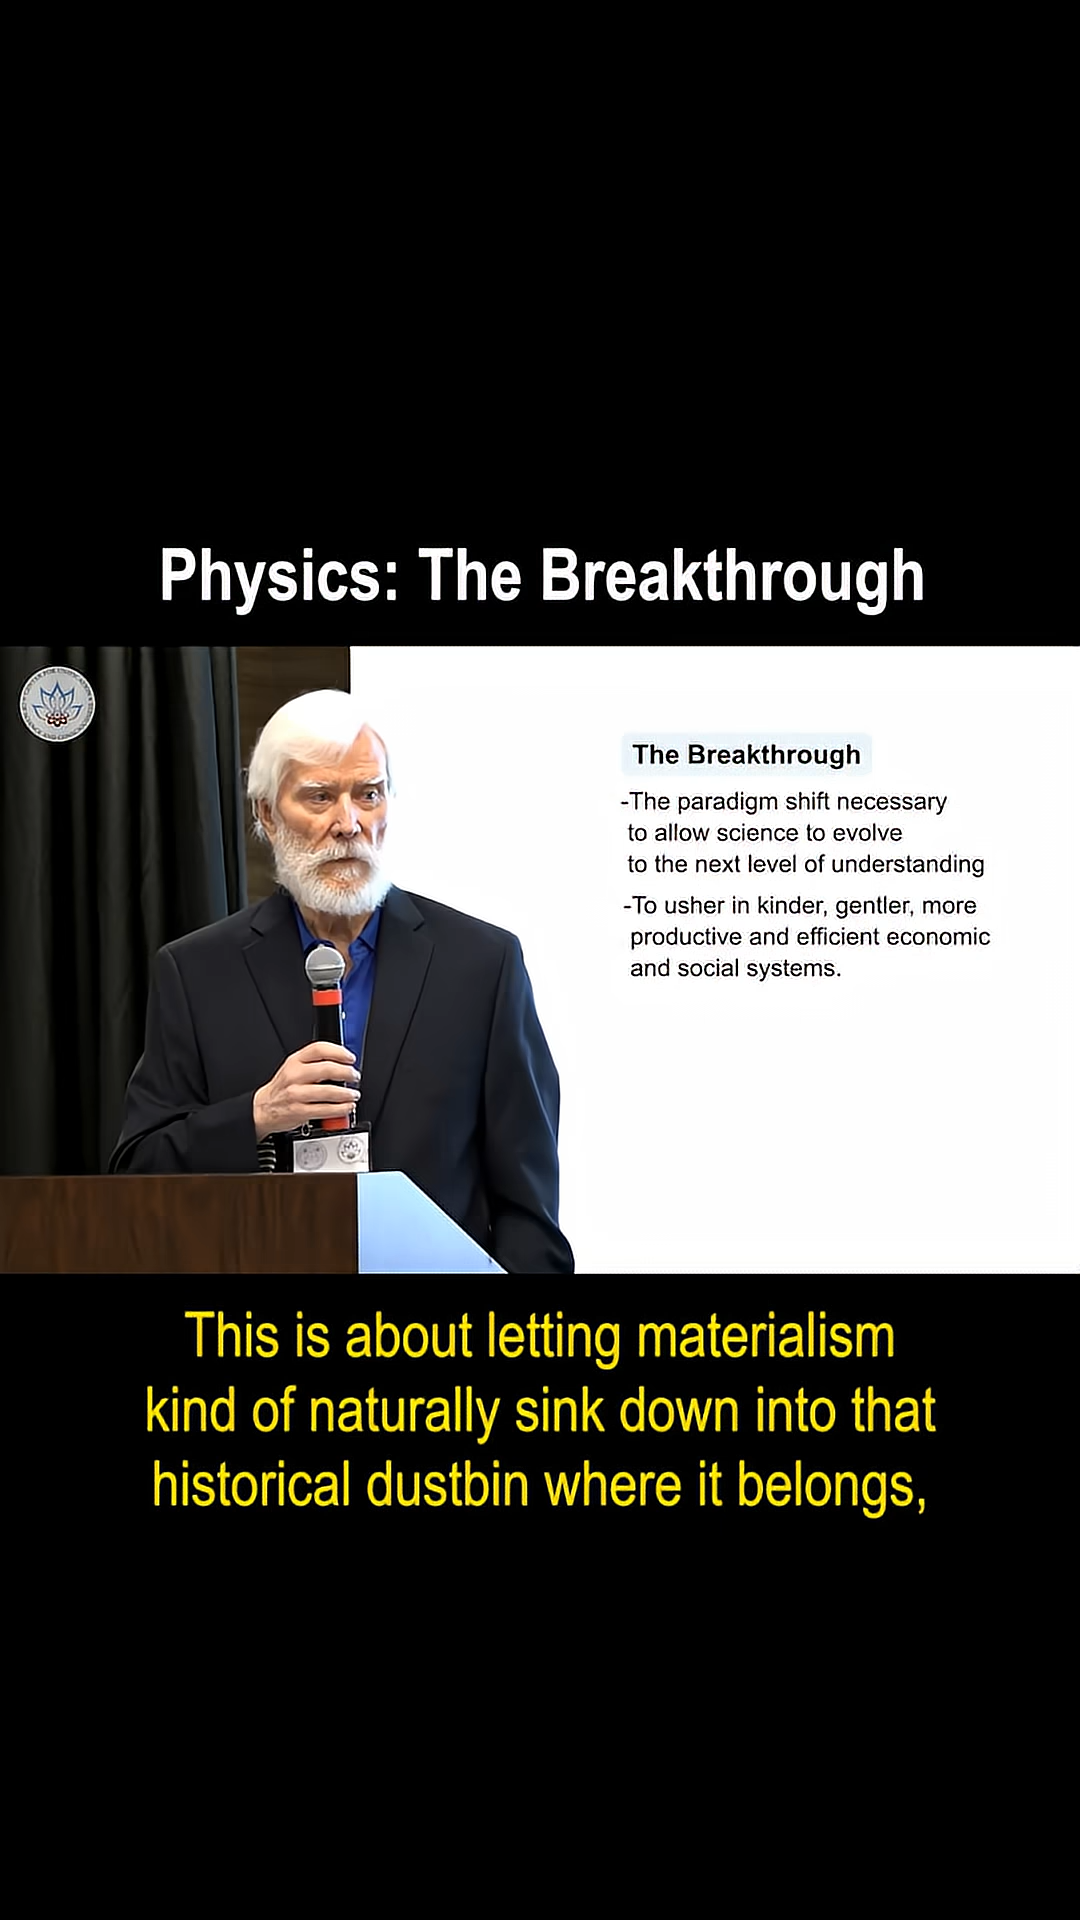 Physics: The Breakthrough
The Breakthrough
-The paradigm shift necessary
to allow science to evolve
to the next level of understanding
-To usher in kinder, gentler, more
productive and efficient economic
and social systems.
This is about letting materialism
kind of naturally sink down into that
historical dustbin where it belongs,